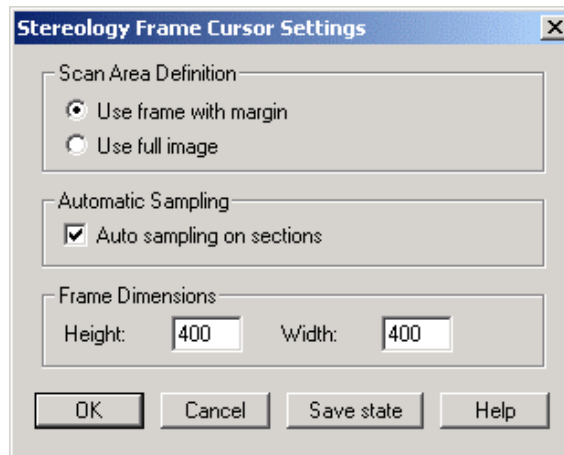 Stereology Frame Cursor Settings
Scan Area Definition
Use frame with margin
Use full image
Automatic Sampling
Auto sampling on sections
Frame Dimensions
Height: 400 Width: 400
OK Cancel Save state Help